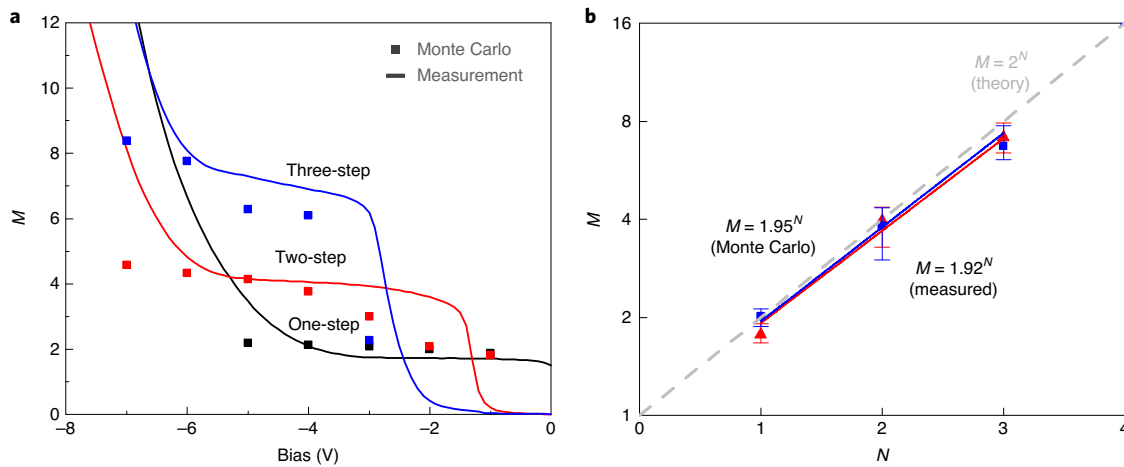 a
12
10
8
6
4
2
0
M
Monte Carlo
Measurement
Three-step
Two-step
One-step
−8
−6
−4
−2
0
Bias (V)
b
16
8
4
2
1
M
M = 2^N
(theory)
M = 1.95^N
(Monte Carlo)
M = 1.92^N
(measured)
0
1
2
3
4
N